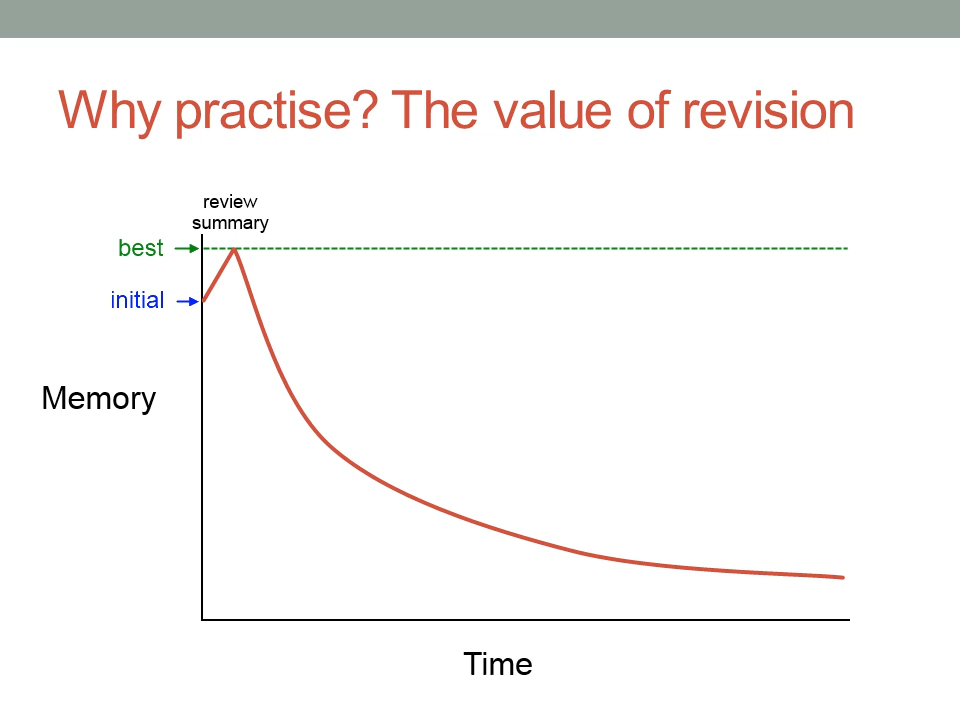 Why practise? The value of revision
review
summary
best
initial
Memory
Time